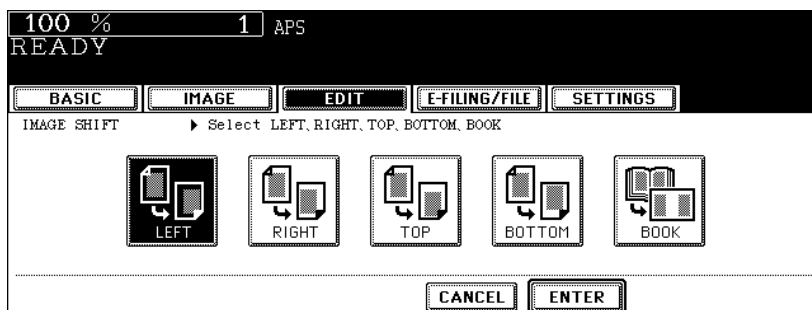 100 % 1 APS
READY
BASIC IMAGE EDIT E-FILING/FILE SETTINGS
IMAGE SHIFT ▶ Select LEFT, RIGHT, TOP, BOTTOM, BOOK
LEFT RIGHT TOP BOTTOM BOOK
CANCEL ENTER